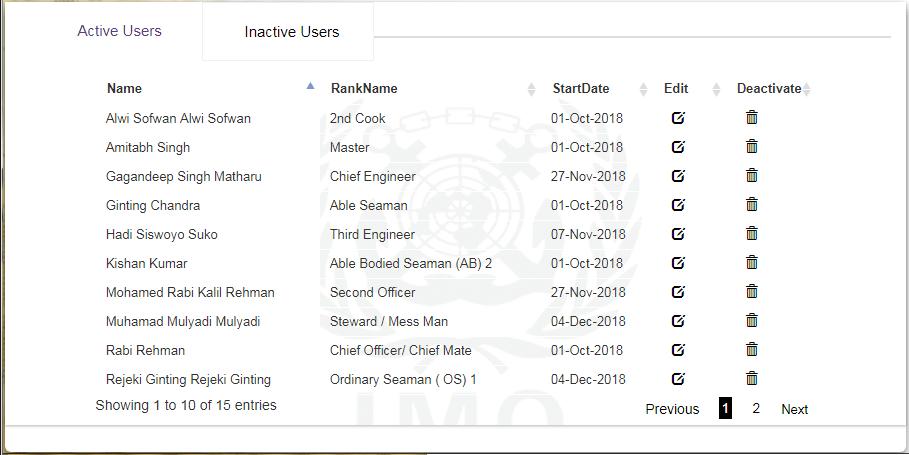 Active Users Inactive Users
Name RankName StartDate Edit Deactivate
Alwi Sofwan Alwi Sofwan 2nd Cook 01-Oct-2018
Amitabh Singh Master 01-Oct-2018
Gagandeep Singh Matharu Chief Engineer 27-Nov-2018
Ginting Chandra Able Seaman 01-Oct-2018
Hadi Siswoyo Suko Third Engineer 07-Nov-2018
Kishan Kumar Able Bodied Seaman (AB) 2 01-Oct-2018
Mohamed Rabi Kalil Rehman Second Officer 27-Nov-2018
Muhamad Mulyadi Mulyadi Steward / Mess Man 04-Dec-2018
Rabi Rehman Chief Officer/ Chief Mate 01-Oct-2018
Rejeki Ginting Rejeki Ginting Ordinary Seaman ( OS) 1 04-Dec-2018
Showing 1 to 10 of 15 entries Previous 1 2 Next
IMO